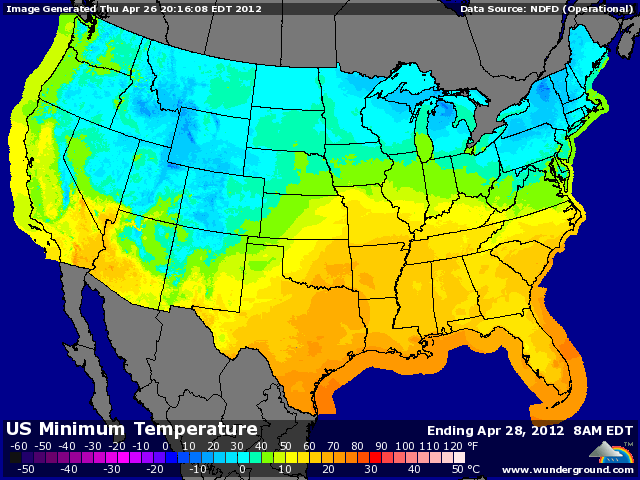 Image Generated Thu Apr 26 20:16:08 EDT 2012 Data Source: NDFD (Operational)
US Minimum Temperature Ending Apr 28, 2012 8AM EDT
-60 -50 -40 -30 -20 -10 0 10 20 30 40 50 60 70 80 90 100 110 120 °F
-50 -40 -30 -20 -10 0 10 20 30 40 50 °C
TM
www.wunderground.com